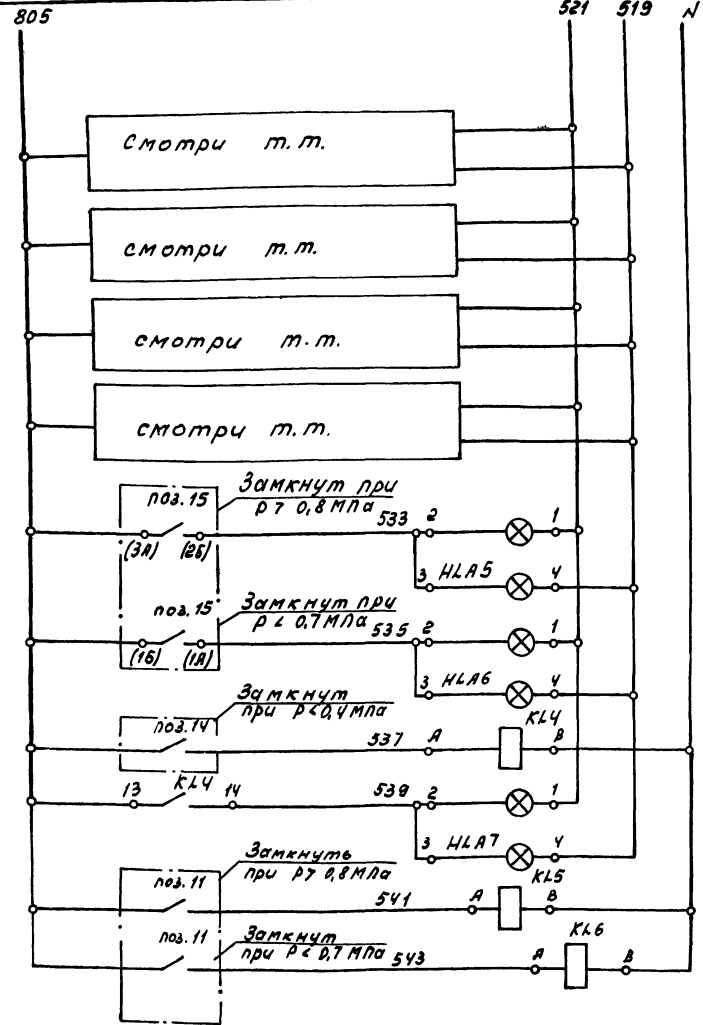 805 521 519 N
Смотри т.т.
смотри т.т.
смотри т.т.
смотри т.т.
Замкнут при
поз.15
р > 0,8 МПа
533 2 1
(3А) (2Б)
3 HLA5 4
поз.15 Замкнут при
р < 0,7 МПа
535 2 1
(1Б) (1А)
3 HLA6 4
Замкнут
при р<0,4 МПа
поз.14
KL4
537 А В
KL4
13 14 539 2 1
3 HLA7 4
Замкнуть
при р> 0,8 МПа
KL5
поз.11
541 А В
поз.11 Замкнут
при р < 0,7 МПа
KL6
543 А В